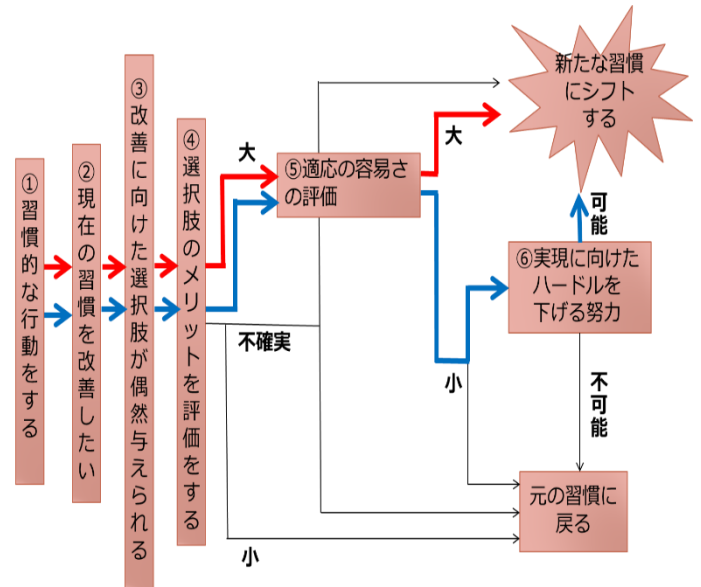 ①習慣的な行動をする
②現在の習慣を改善したい
③改善に向けた選択肢が偶然与えられる
④選択肢のメリットを評価をする
大
不確実
小
⑤適応の容易さ
の評価
大
小
新たな習慣
にシフト
する
可能
⑥実現に向けた
ハードルを
下げる努力
不可能
元の習慣に
戻る